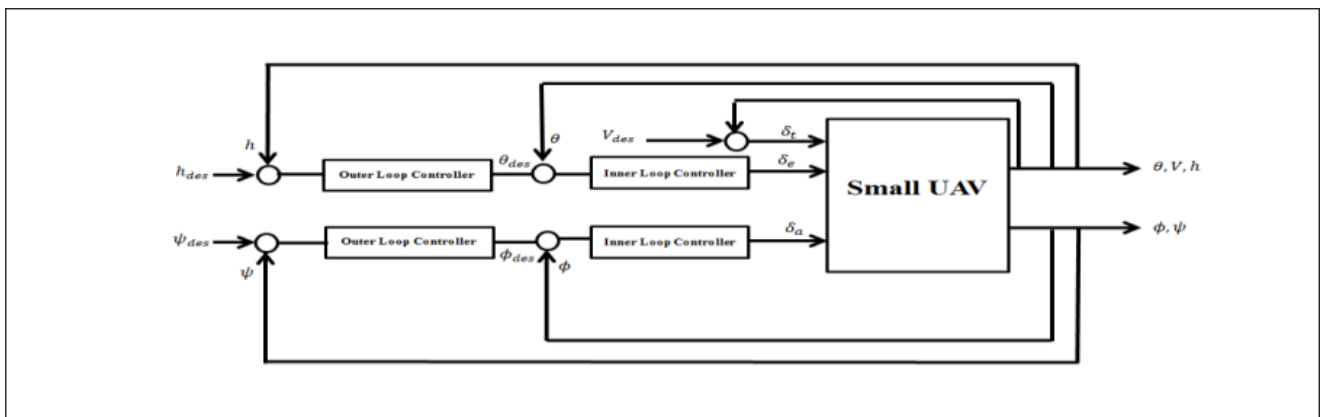 h
θ
V_des
δ_t
h_des
Outer Loop Controller
θ_des
Inner Loop Controller
δ_e
Small UAV
θ, V, h
ψ_des
Outer Loop Controller
ϕ_des
Inner Loop Controller
δ_a
ϕ, ψ
ψ
ϕ